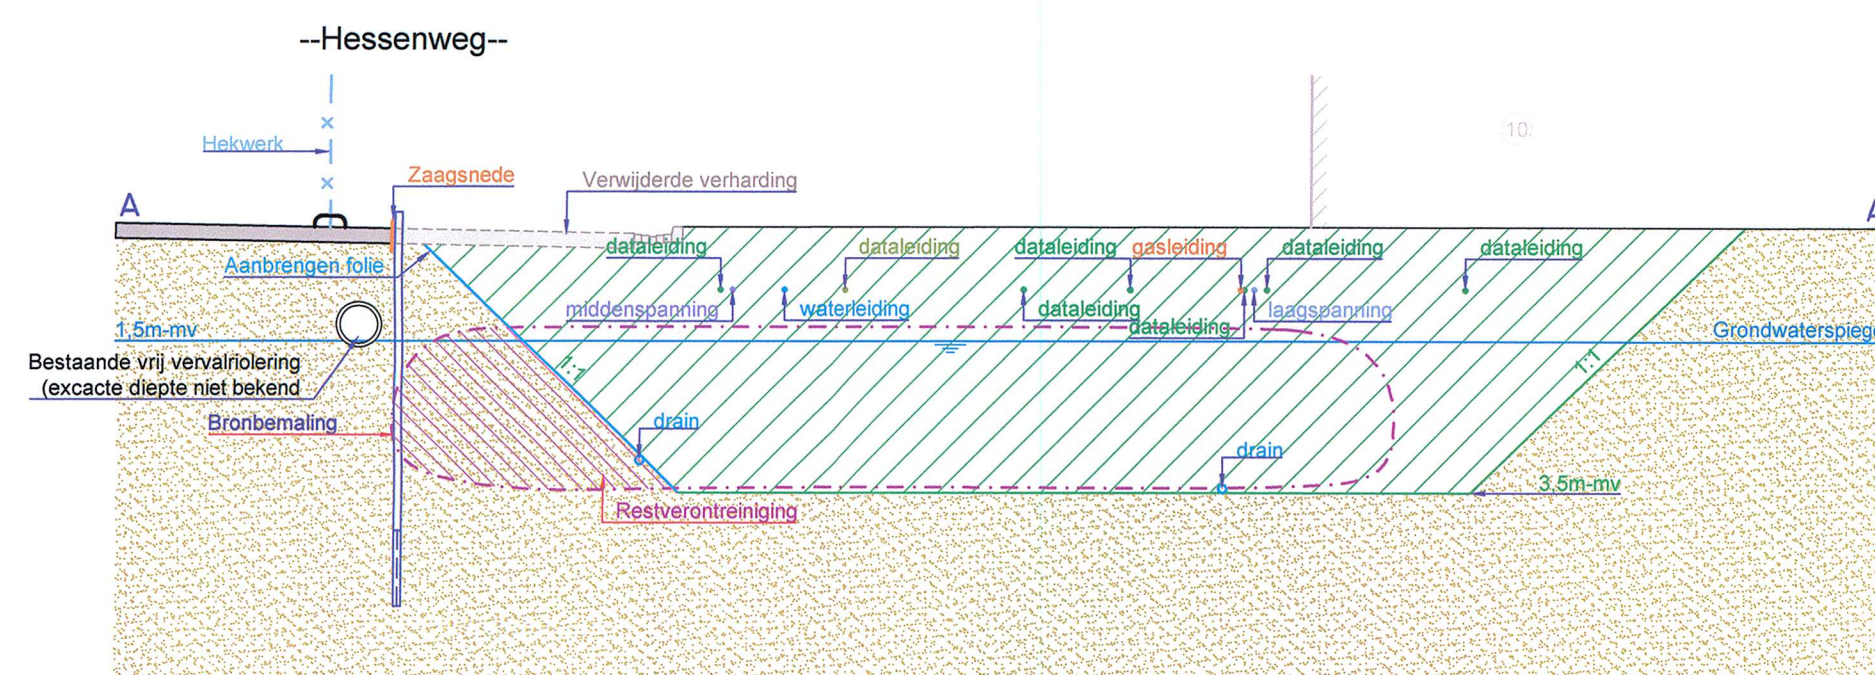 --Hessenweg--
(10)
Hekwerk
Zaagsnede
Verwijderde verharding
A
A
dataleiding
dataleiding
dataleiding
gasleiding
dataleiding
dataleiding
Aanbrengen folie
middenspanning
waterleiding
dataleiding
laagspanning
dataleiding
1,5m-mv
Grondwaterspieg
Bestaande vrij vervalriolering
(excacte diepte niet bekend
1:1
1:1
Bronbemaling
drain
drain
3,5m-mv
Restverontreiniging